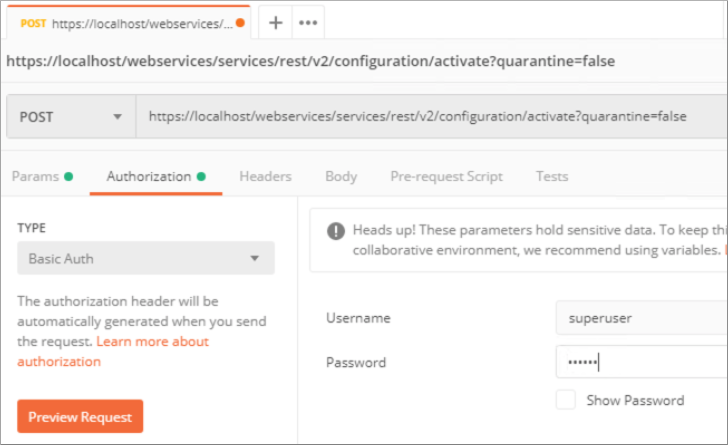 POST https://localhost/webservices/...
https://localhost/webservices/services/rest/v2/configuration/activate?quarantine=false
POST https://localhost/webservices/services/rest/v2/configuration/activate?quarantine=false
Params Authorization Headers Body Pre-request Script Tests
TYPE
Basic Auth
The authorization header will be
automatically generated when you send
the request. Learn more about
authorization
Preview Request
Heads up! These parameters hold sensitive data. To keep thi
collaborative environment, we recommend using variables.
Username superuser
Password ••••••
Show Password